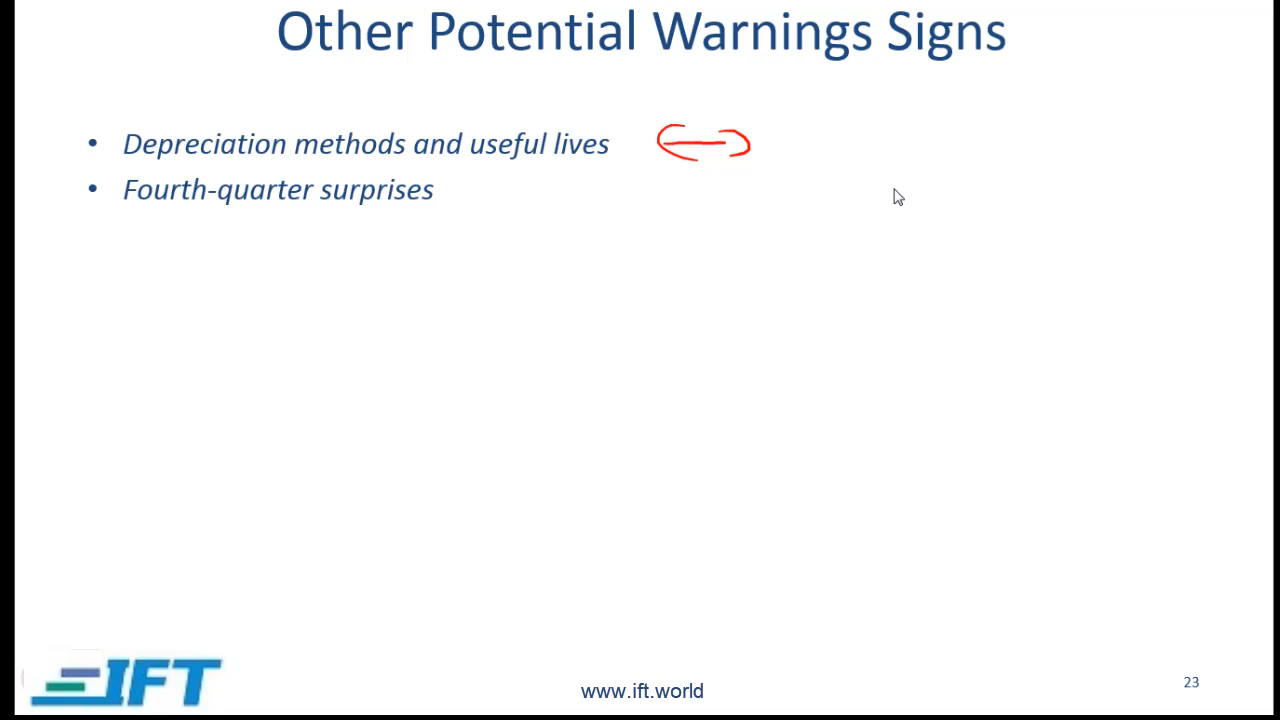 Other Potential Warnings Signs
• Depreciation methods and useful lives
• Fourth-quarter surprises
IFT
www.ift.world
23